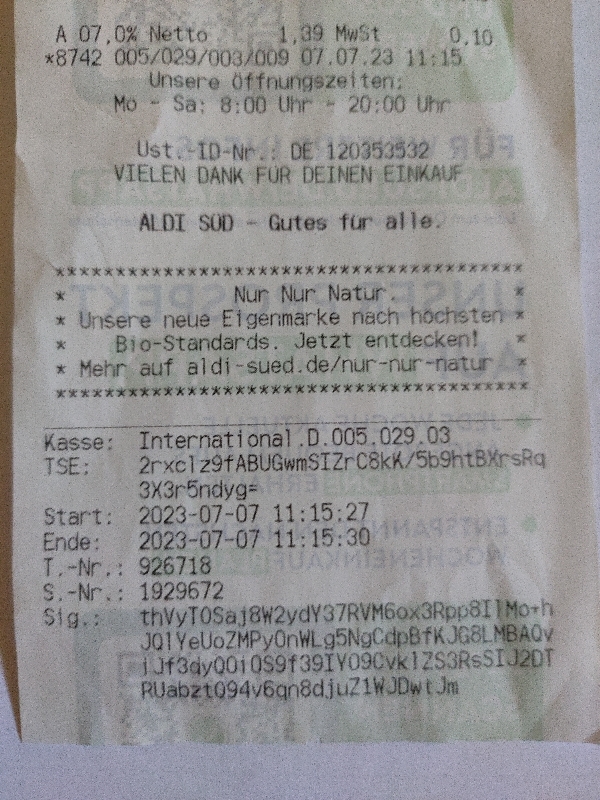 A 07,0% Netto 1,39 MwSt 0,10
*8742 005/029/003/009 07.07.23 11:15
Unsere Öffnungszeiten:
Mo - Sa: 8:00 Uhr - 20:00 Uhr
Ust. ID-Nr.: DE 120353532
VIELEN DANK FÜR DEINEN EINKAUF
ALDI SÜD - Gutes für alle.
***************************************
* Nur Nur Natur. *
* Unsere neue Eigenmarke nach höchsten *
* Bio-Standards. Jetzt entdecken! *
* Mehr auf aldi-sued.de/nur-nur-natur *
***************************************
Kasse: International.D.005.029.03
TSE: 2rxclz9fABUGwmSIZrC8kK/5b9htBXrsRq
3X3r5ndyg=
Start: 2023-07-07 11:15:27
Ende: 2023-07-07 11:15:30
T.-Nr.: 926718
S.-Nr.: 1929672
Sig.: thVyT0Saj8W2ydY37RVM6ox3Rpp8IlMo+h
JQlYeUoZMPyOnWLg5NgCdpBfKJG8LMBAOv
iJf3dyQ0i0S9f39IY09CvklZS3RsSIJ2DT
RUabztQ94v6qn8djuZ1WJDwtJm